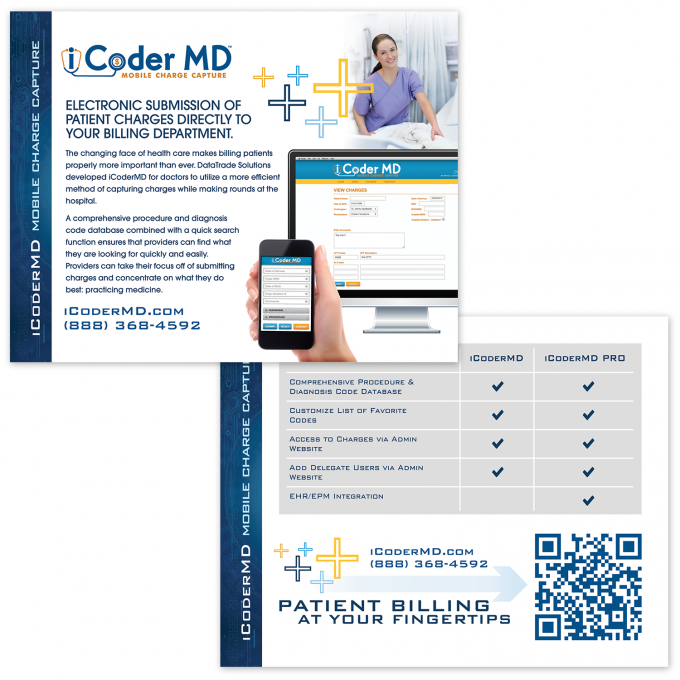 iCODERMD MOBILE CHARGE CAPTURE
i Coder MD™
MOBILE CHARGE CAPTURE
ELECTRONIC SUBMISSION OF
PATIENT CHARGES DIRECTLY TO
YOUR BILLING DEPARTMENT.
The changing face of health care makes billing patients
properly more important than ever. DataTrade Solutions
developed iCoderMD for doctors to utilize a more efficient
method of capturing charges while making rounds at the
hospital.
A comprehensive procedure and diagnosis
code database combined with a quick search
function ensures that providers can find what
they are looking for quickly and easily.
Providers can take their focus off of submitting
charges and concentrate on what they do
best: practicing medicine.
iCODERMD.COM
(888) 368-4592
i Coder MD
VIEW CHARGES
i Coder MD
iCODERMD MOBILE CHARGE CAPTURE
iCODERMD iCODERMD PRO
COMPREHENSIVE PROCEDURE &
DIAGNOSIS CODE DATABASE
CUSTOMIZE LIST OF FAVORITE
CODES
ACCESS TO CHARGES VIA ADMIN
WEBSITE
ADD DELEGATE USERS VIA ADMIN
WEBSITE
EHR/EPM INTEGRATION
iCODERMD.COM
(888) 368-4592
PATIENT BILLING
AT YOUR FINGERTIPS